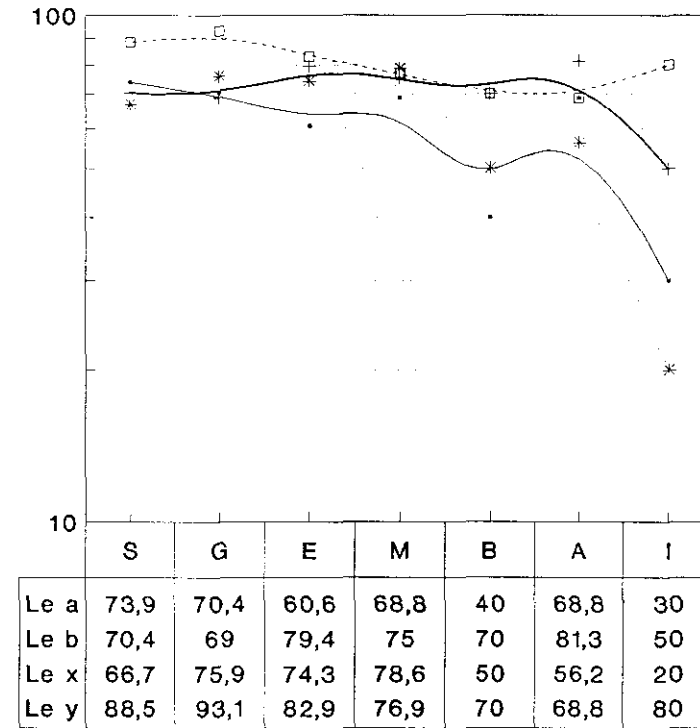 100
10
S G E M B A I
Le a 73,9 70,4 60,6 68,8 40 68,8 30
Le b 70,4 69 79,4 75 70 81,3 50
Le x 66,7 75,9 74,3 78,6 50 56,2 20
Le y 88,5 93,1 82,9 76,9 70 68,8 80